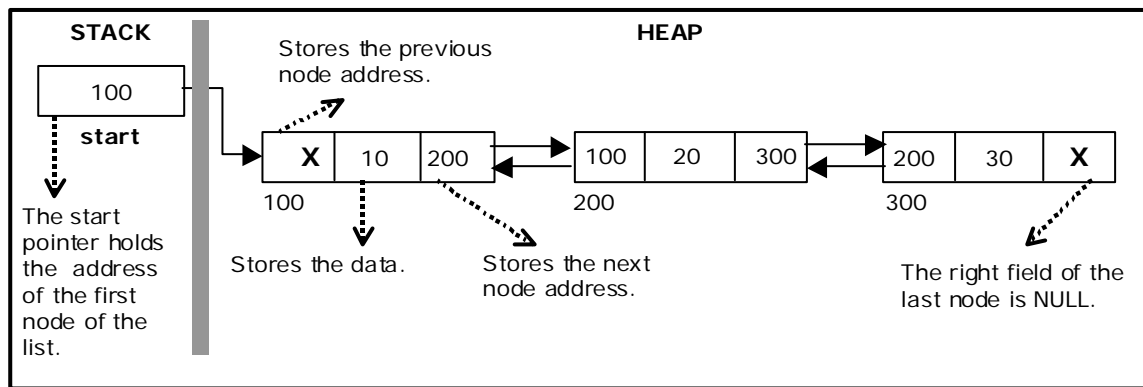 STACK
HEAP
Stores the previous
node address.
100
start
X 10 200
100 20 300
200 30 X
100
200
300
The start
pointer holds
the address
of the first
node of the
list.
Stores the data.
Stores the next
node address.
The right field of the
last node is NULL.